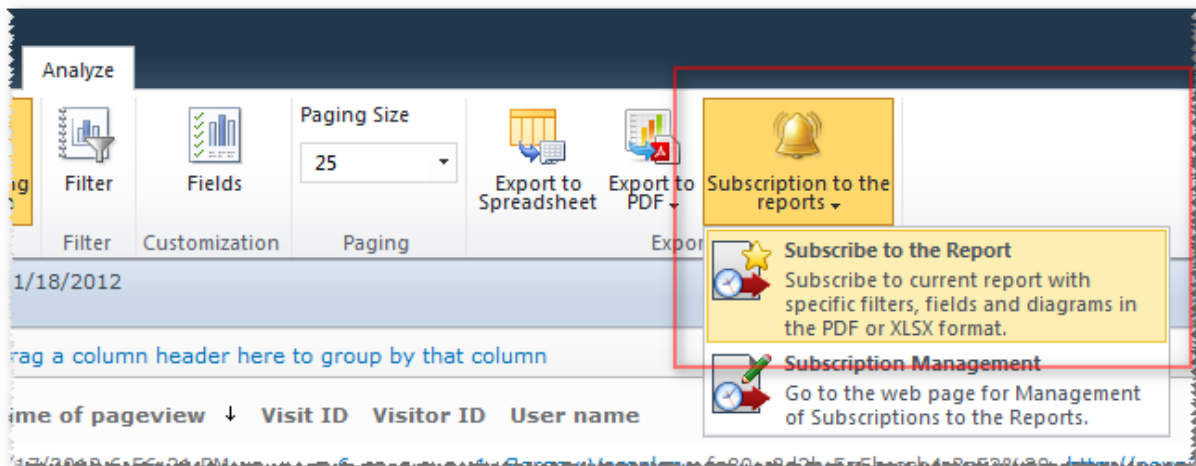 Analyze
Paging Size
25
Filter
Fields
Export to
Spreadsheet
Export to
PDF
Subscription to the
reports
Filter
Customization
Paging
Expor
Subscribe to the Report
Subscribe to current report with
specific filters, fields and diagrams in
the PDF or XLSX format.
Subscription Management
Go to the web page for Management
of Subscriptions to the Reports.
1/18/2012
rag a column header here to group by that column
me of pageview ↓ Visit ID Visitor ID User name